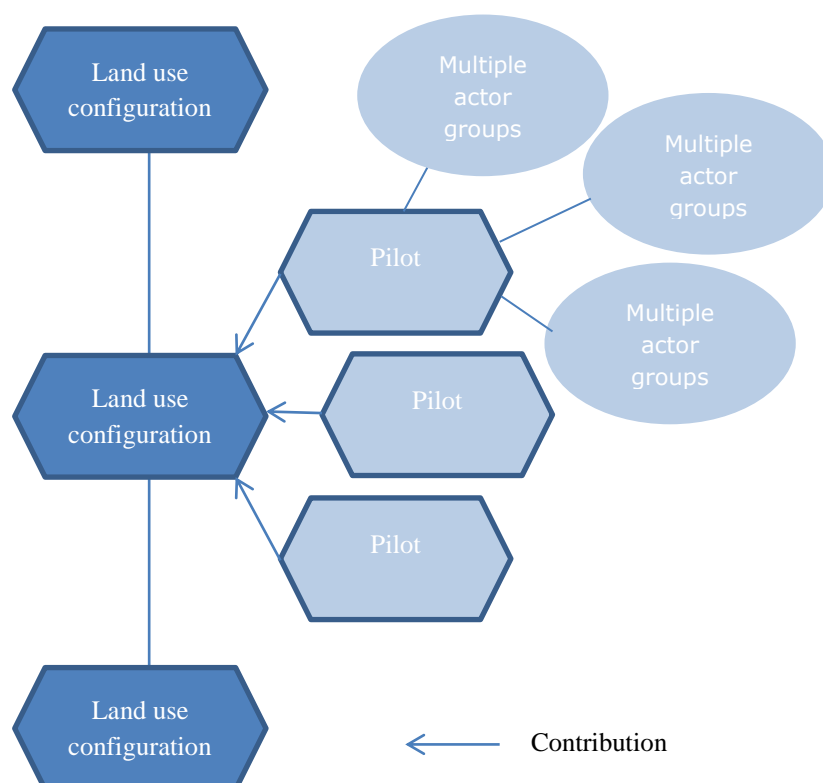 Land use
configuration
Multiple
actor
groups
Multiple
actor
groups
Pilot
Multiple
actor
groups
Land use
configuration
Pilot
Pilot
Land use
configuration
Contribution